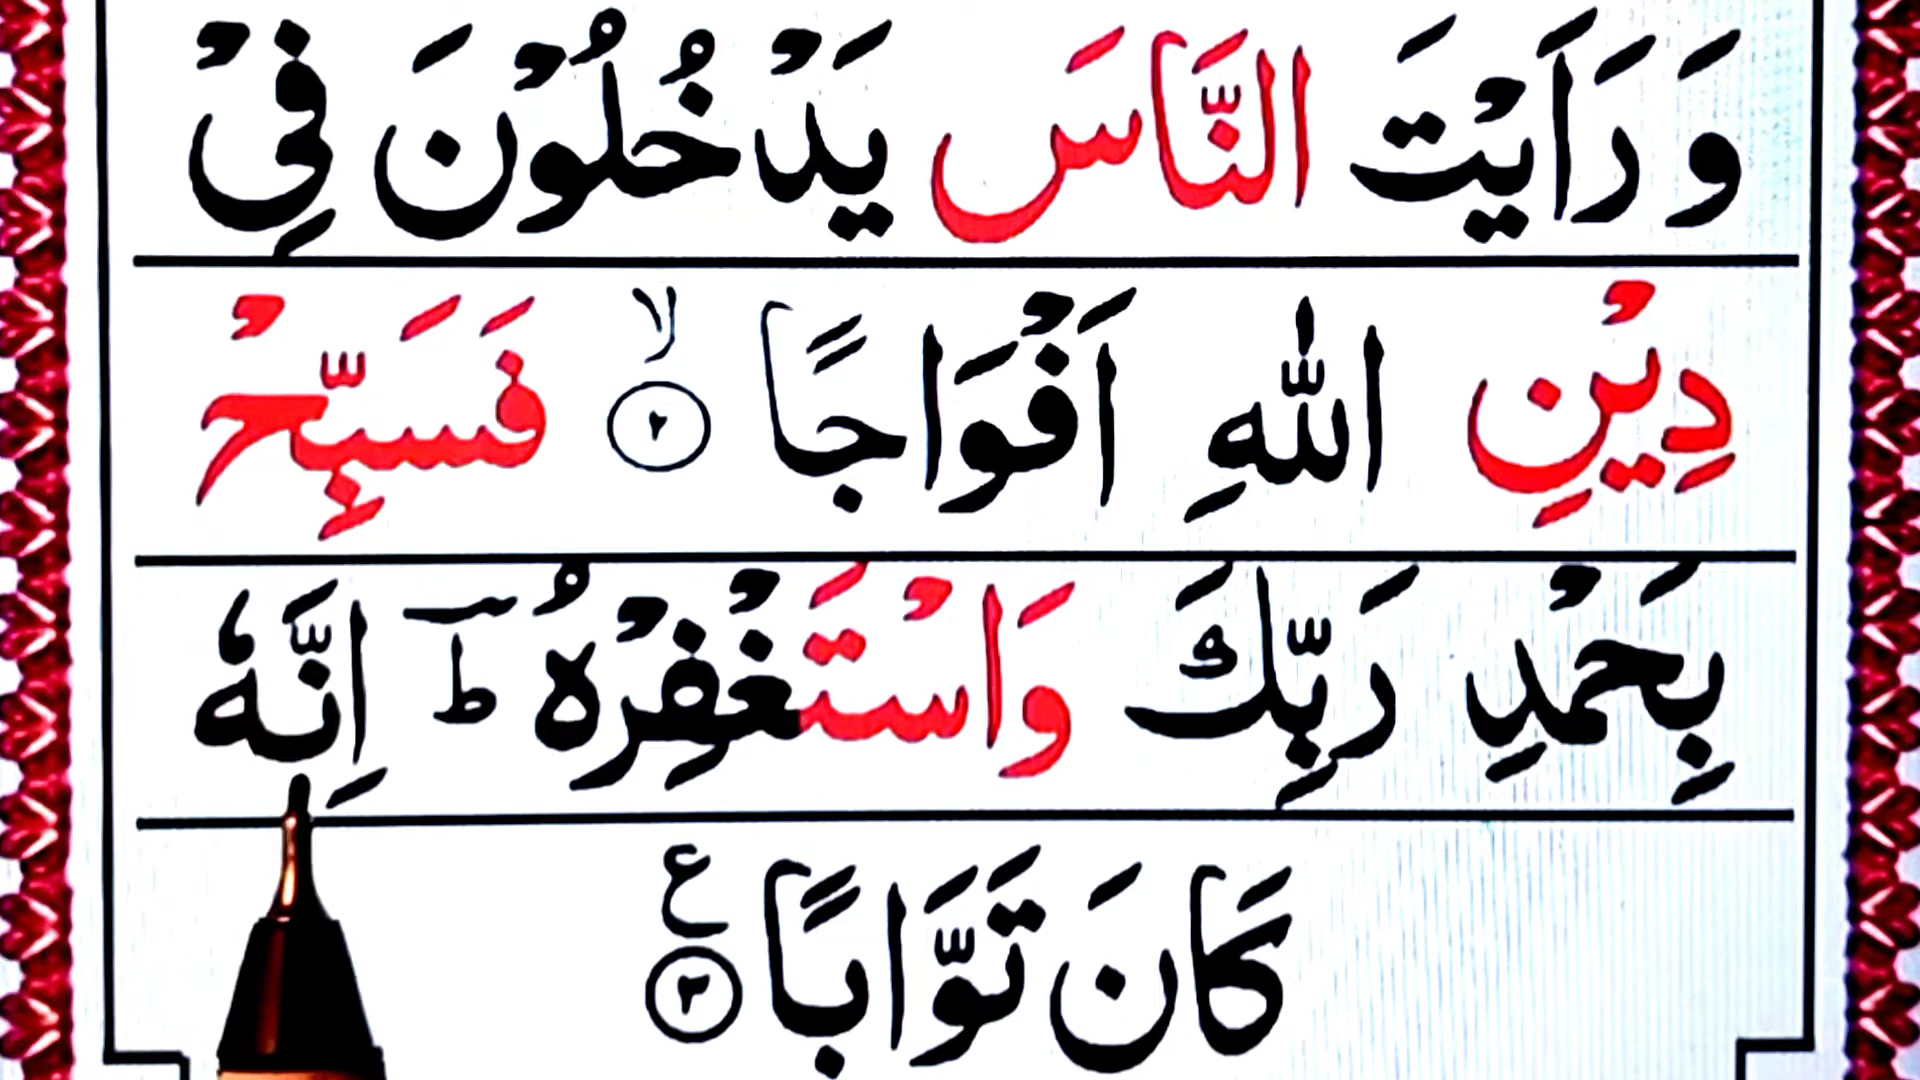 وَ رَاَيْتَ النَّاسَ يَدْخُلُوْنَ فِيْ
دِيْنِ اللّٰهِ اَفْوَاجًا ۙ ﴿۲﴾ فَسَبِّحْ
بِحَمْدِ رَبِّكَ وَاسْتَغْفِرْهُ ؔ ط اِنَّهٗ
كَانَ تَوَّابًا ﴿۳﴾ ع